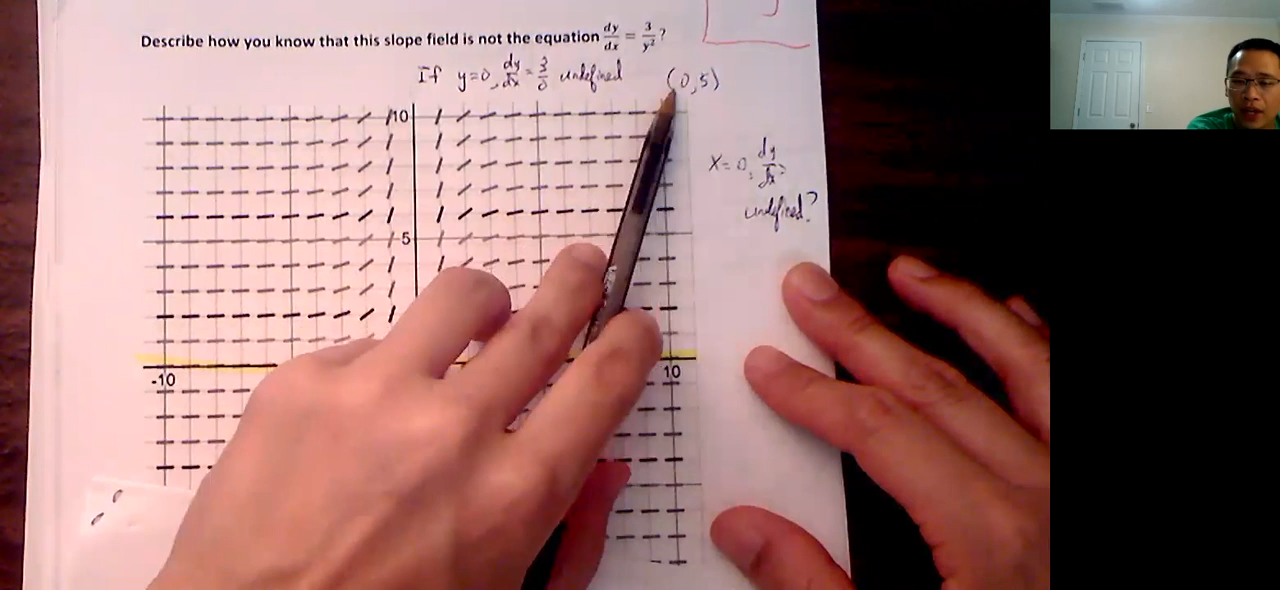 Describe how you know that this slope field is not the equation dy/dx = 3/y²?
If y=0, dy/dx = 3/0 undefined (0,5)
10
x=0, dy/dx =
undefined?
5
-10 10